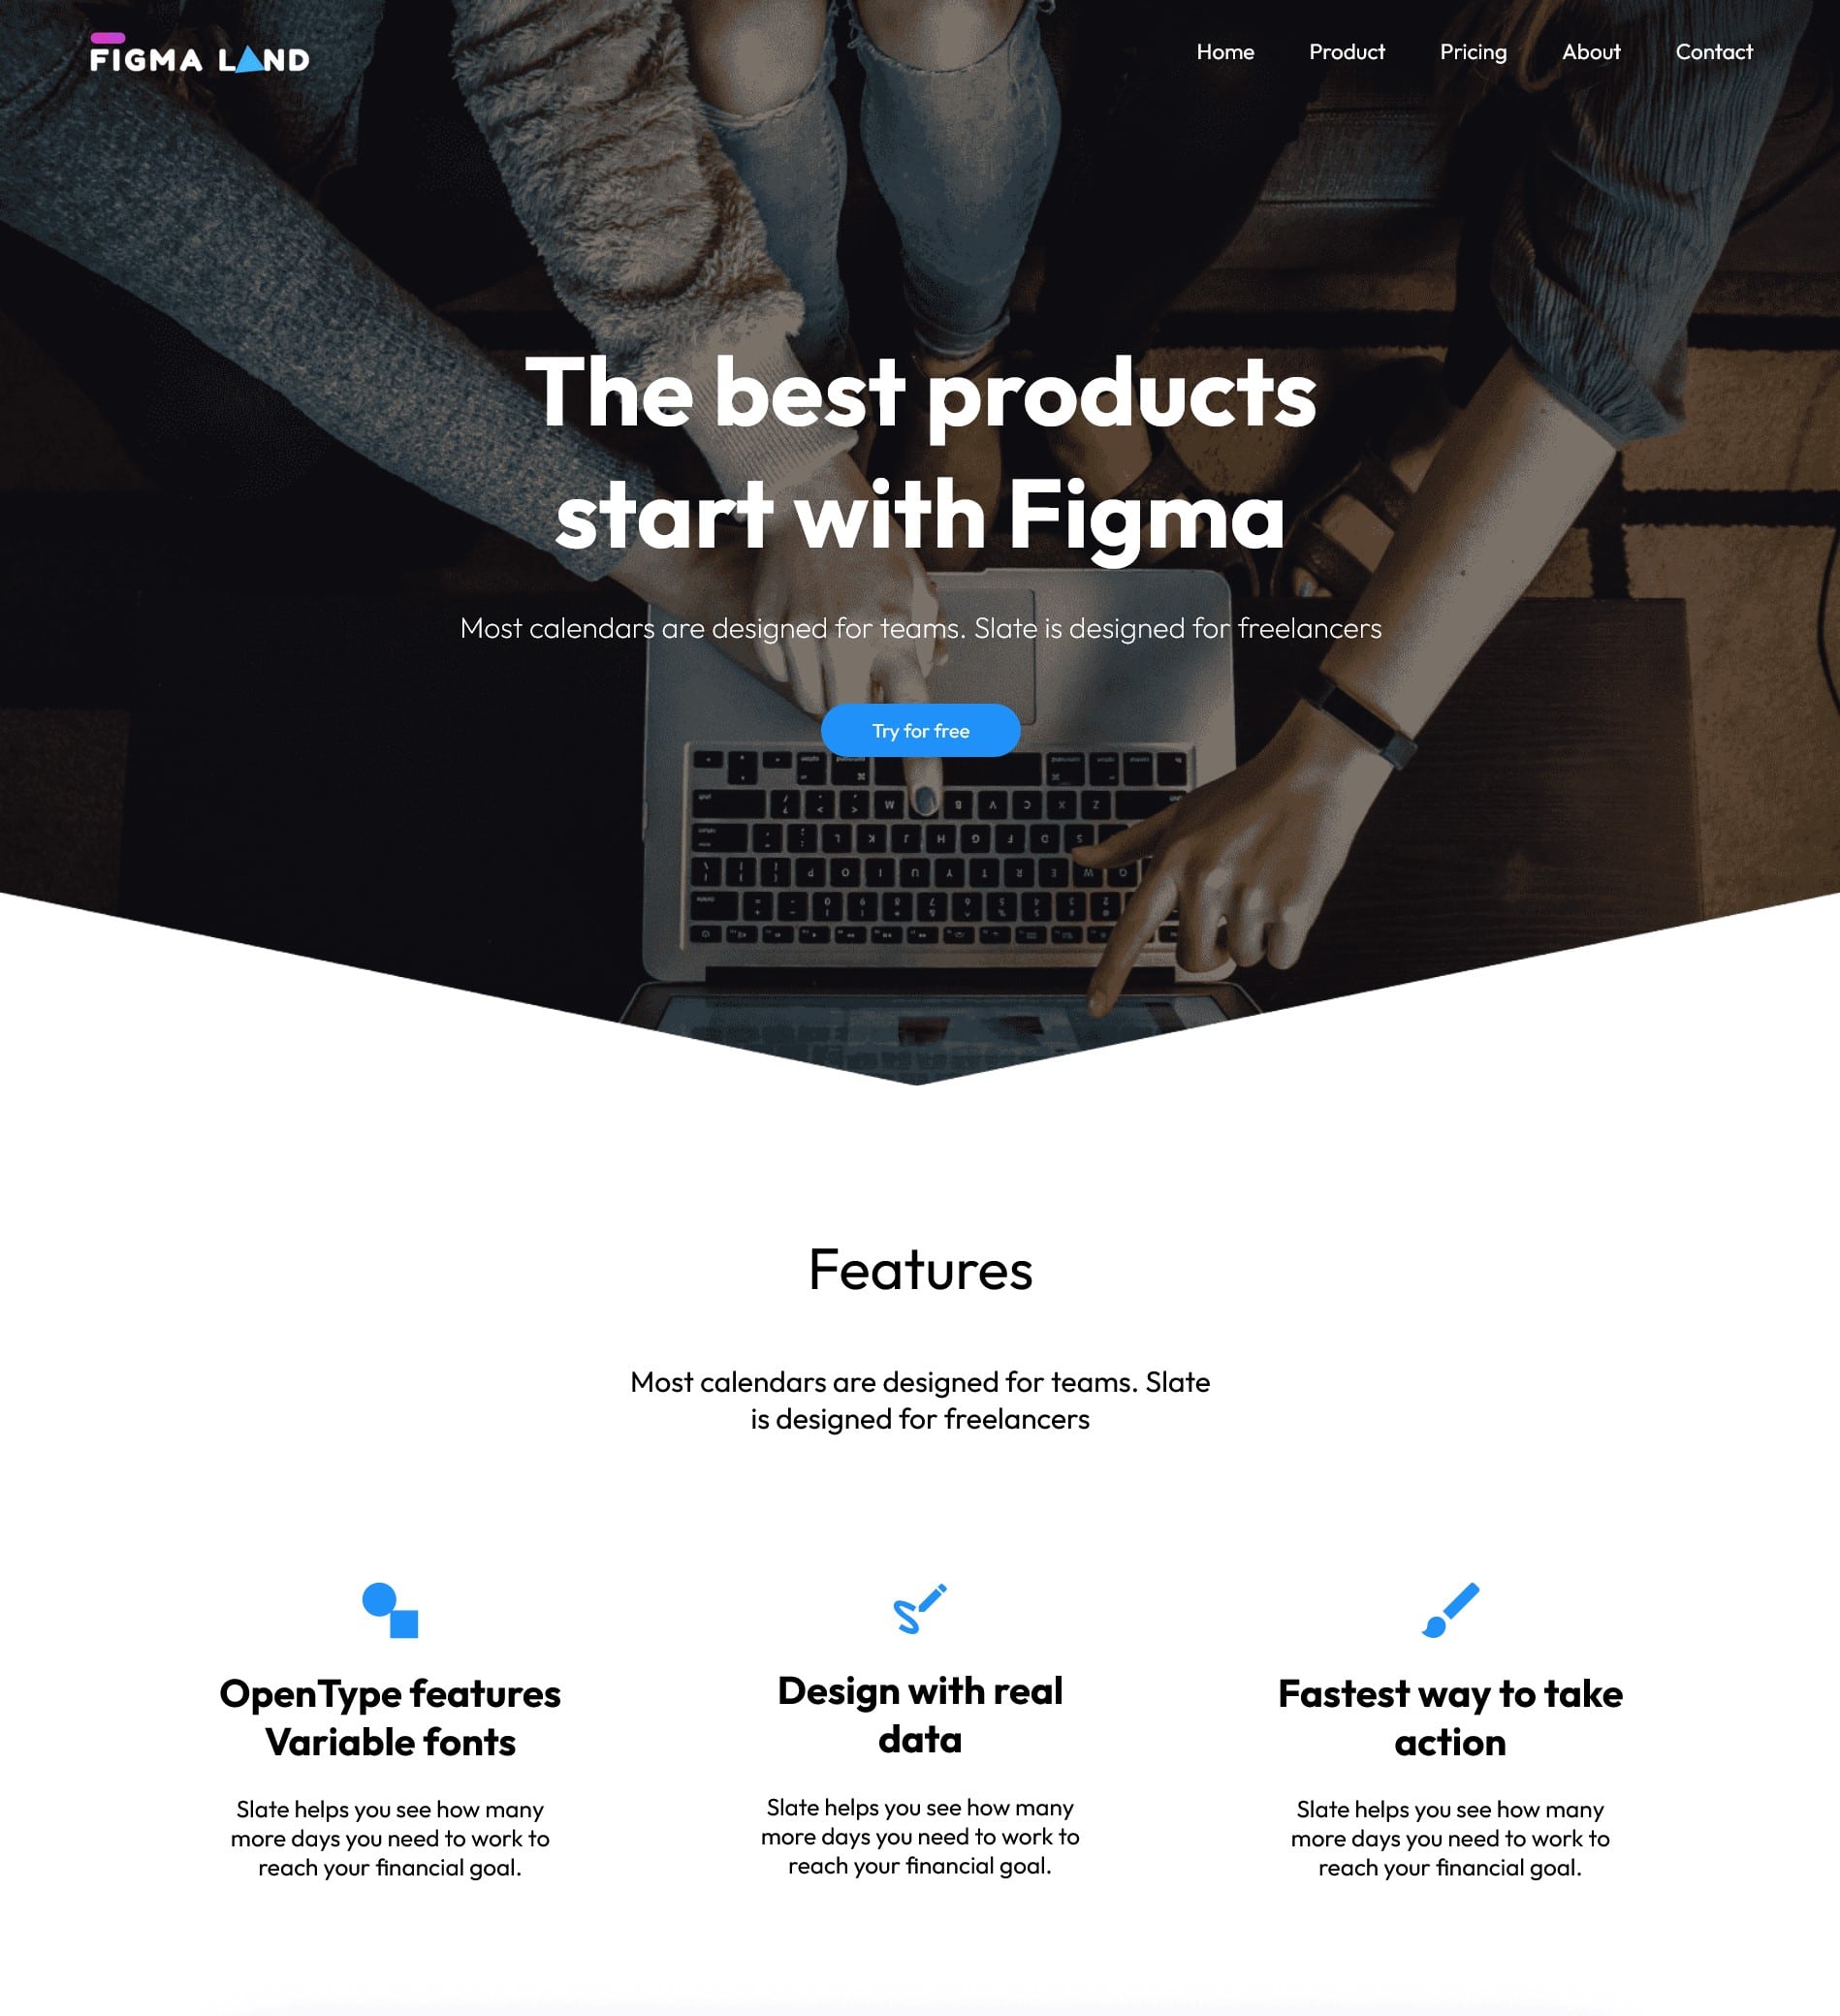 FIGMA LAND
Home Product Pricing About Contact
The best products
start with Figma
Most calendars are designed for teams. Slate is designed for freelancers
Try for free
Features
Most calendars are designed for teams. Slate
is designed for freelancers
OpenType features
Variable fonts
Slate helps you see how many
more days you need to work to
reach your financial goal.
Design with real
data
Slate helps you see how many
more days you need to work to
reach your financial goal.
Fastest way to take
action
Slate helps you see how many
more days you need to work to
reach your financial goal.